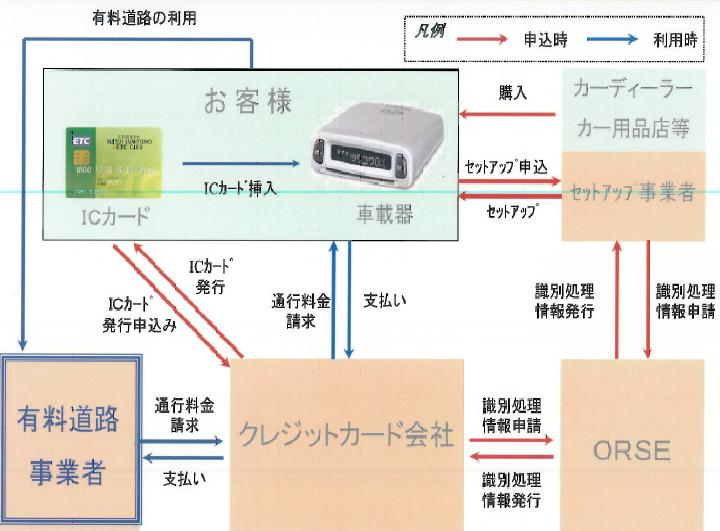 有料道路の利用
凡例
申込時
利用時
お客様
購入
カーディーラー
カー用品店等
ETC
MITSUI SUMITOMO
ETC CARD
ICカード挿入
ICカード
車載器
セットアップ申込
セットアップ
セットアップ事業者
ICカード
発行
ICカード
発行申込み
通行料金
請求
支払い
識別処理
情報発行
識別処理
情報申請
有料道路
事業者
通行料金
請求
支払い
クレジットカード会社
識別処理
情報申請
識別処理
情報発行
ORSE